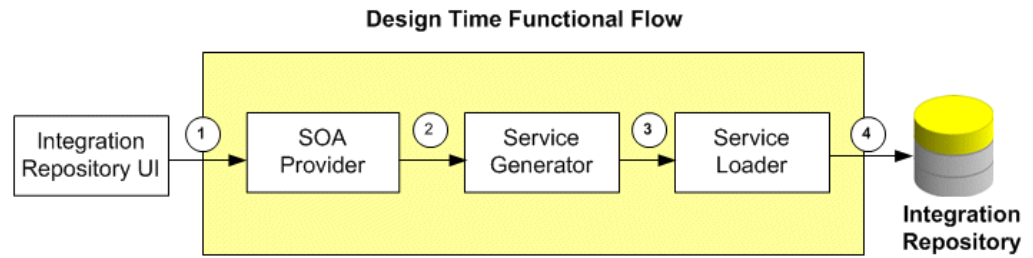 Design Time Functional Flow
1
2
3
4
Integration
Repository UI
SOA
Provider
Service
Generator
Service
Loader
Integration
Repository